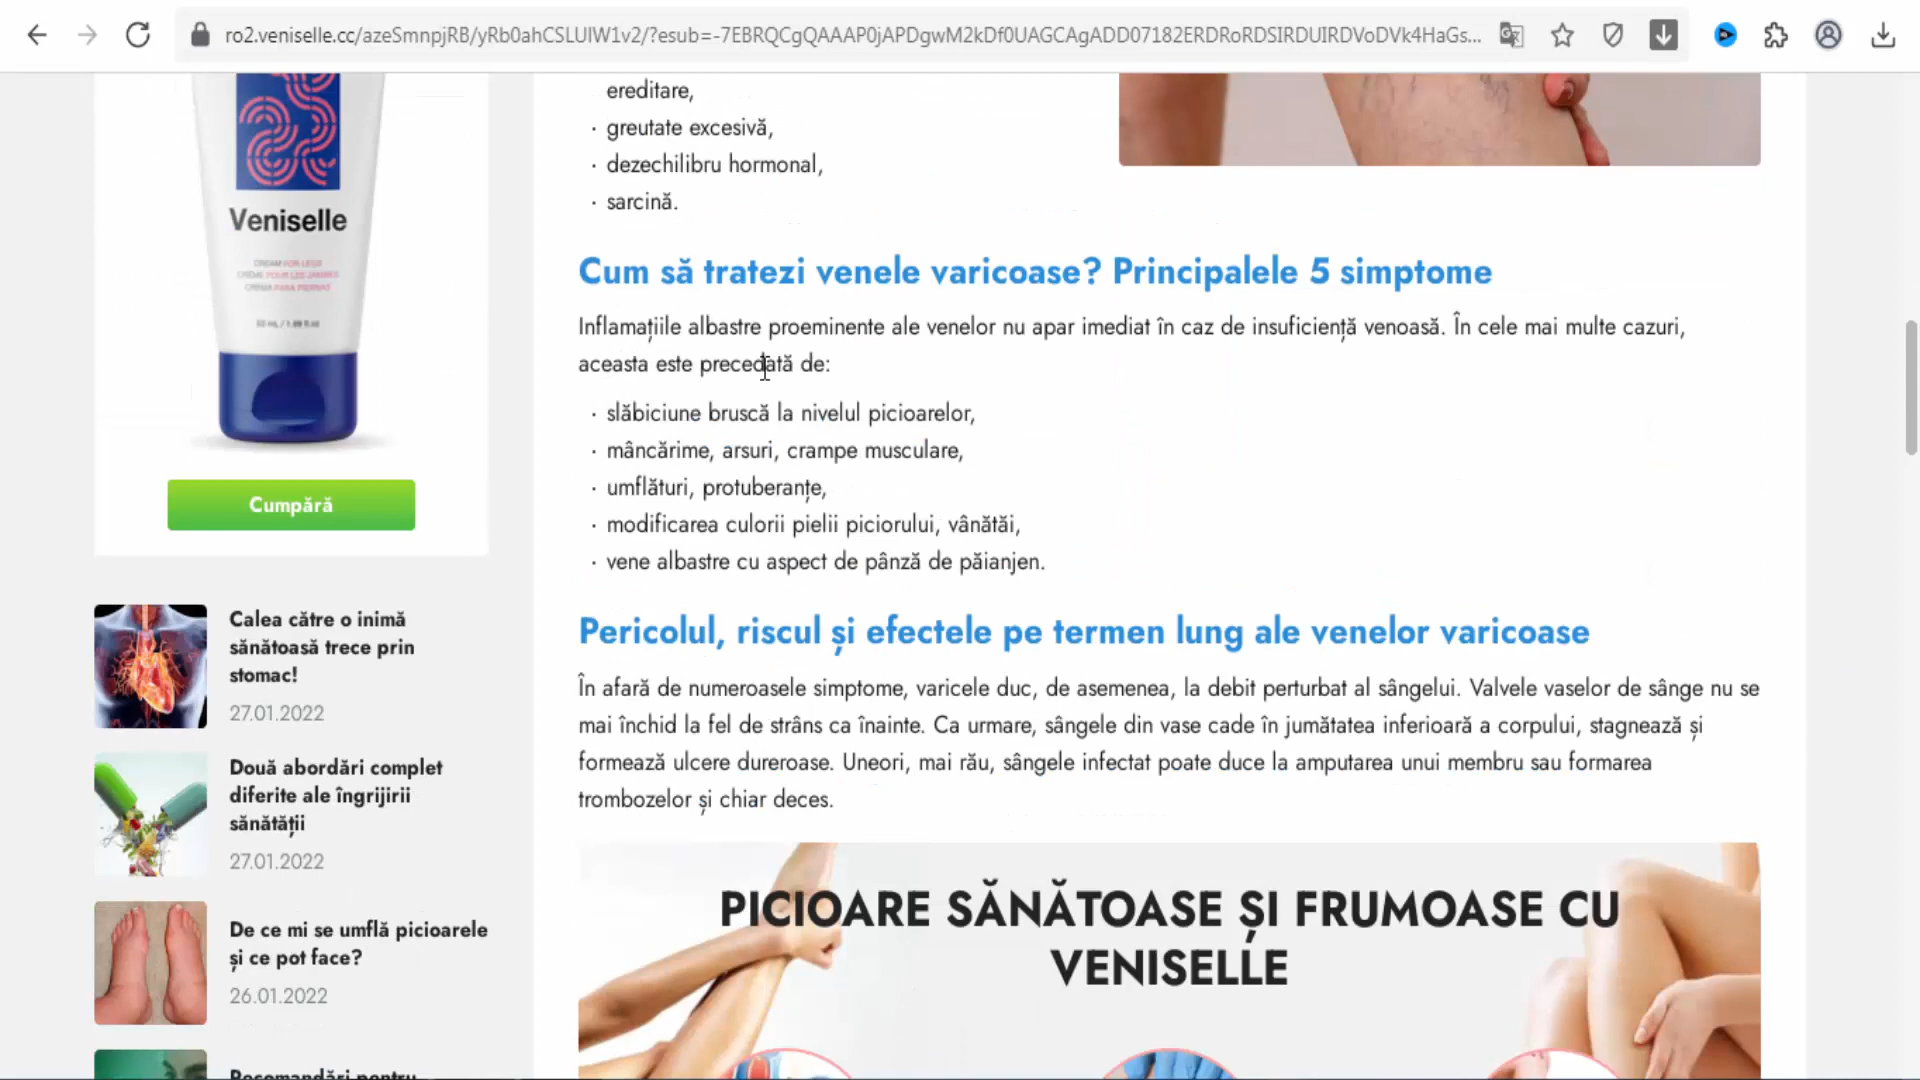 ro2.veniselle.cc/azeSmnpjRB/yRb0ahCSLUIW1v2/?esub=-7EBRQCgQAAAP0jAPDgwM2kDf0UAGCAgADD07182ERDRoRDSIRDUIRDVoDVk4HaGs...
ereditare,
· greutate excesivă,
· dezechilibru hormonal,
· sarcină.
Veniselle
CREAM FOR LEGS
CRÈME POUR LES JAMBES
CREMA PARA PIERNAS
Cumpără
Cum să tratezi venele varicoase? Principalele 5 simptome
Inflamațiile albastre proeminente ale venelor nu apar imediat în caz de insuficiență venoasă. În cele mai multe cazuri,
aceasta este precedată de:
· slăbiciune bruscă la nivelul picioarelor,
· mâncărime, arsuri, crampe musculare,
· umflături, protuberanțe,
· modificarea culorii pielii piciorului, vânătăi,
· vene albastre cu aspect de pânză de păianjen.
Calea către o inimă
sănătoasă trece prin
stomac!
27.01.2022
Două abordări complet
diferite ale îngrijirii
sănătății
27.01.2022
De ce mi se umflă picioarele
și ce pot face?
26.01.2022
Recomandări pentru
Pericolul, riscul și efectele pe termen lung ale venelor varicoase
În afară de numeroasele simptome, varicele duc, de asemenea, la debit perturbat al sângelui. Valvele vaselor de sânge nu se
mai închid la fel de strâns ca înainte. Ca urmare, sângele din vase cade în jumătatea inferioară a corpului, stagnează și
formează ulcere dureroase. Uneori, mai rău, sângele infectat poate duce la amputarea unui membru sau formarea
trombozelor și chiar deces.
PICIOARE SĂNĂTOASE ȘI FRUMOASE CU
VENISELLE